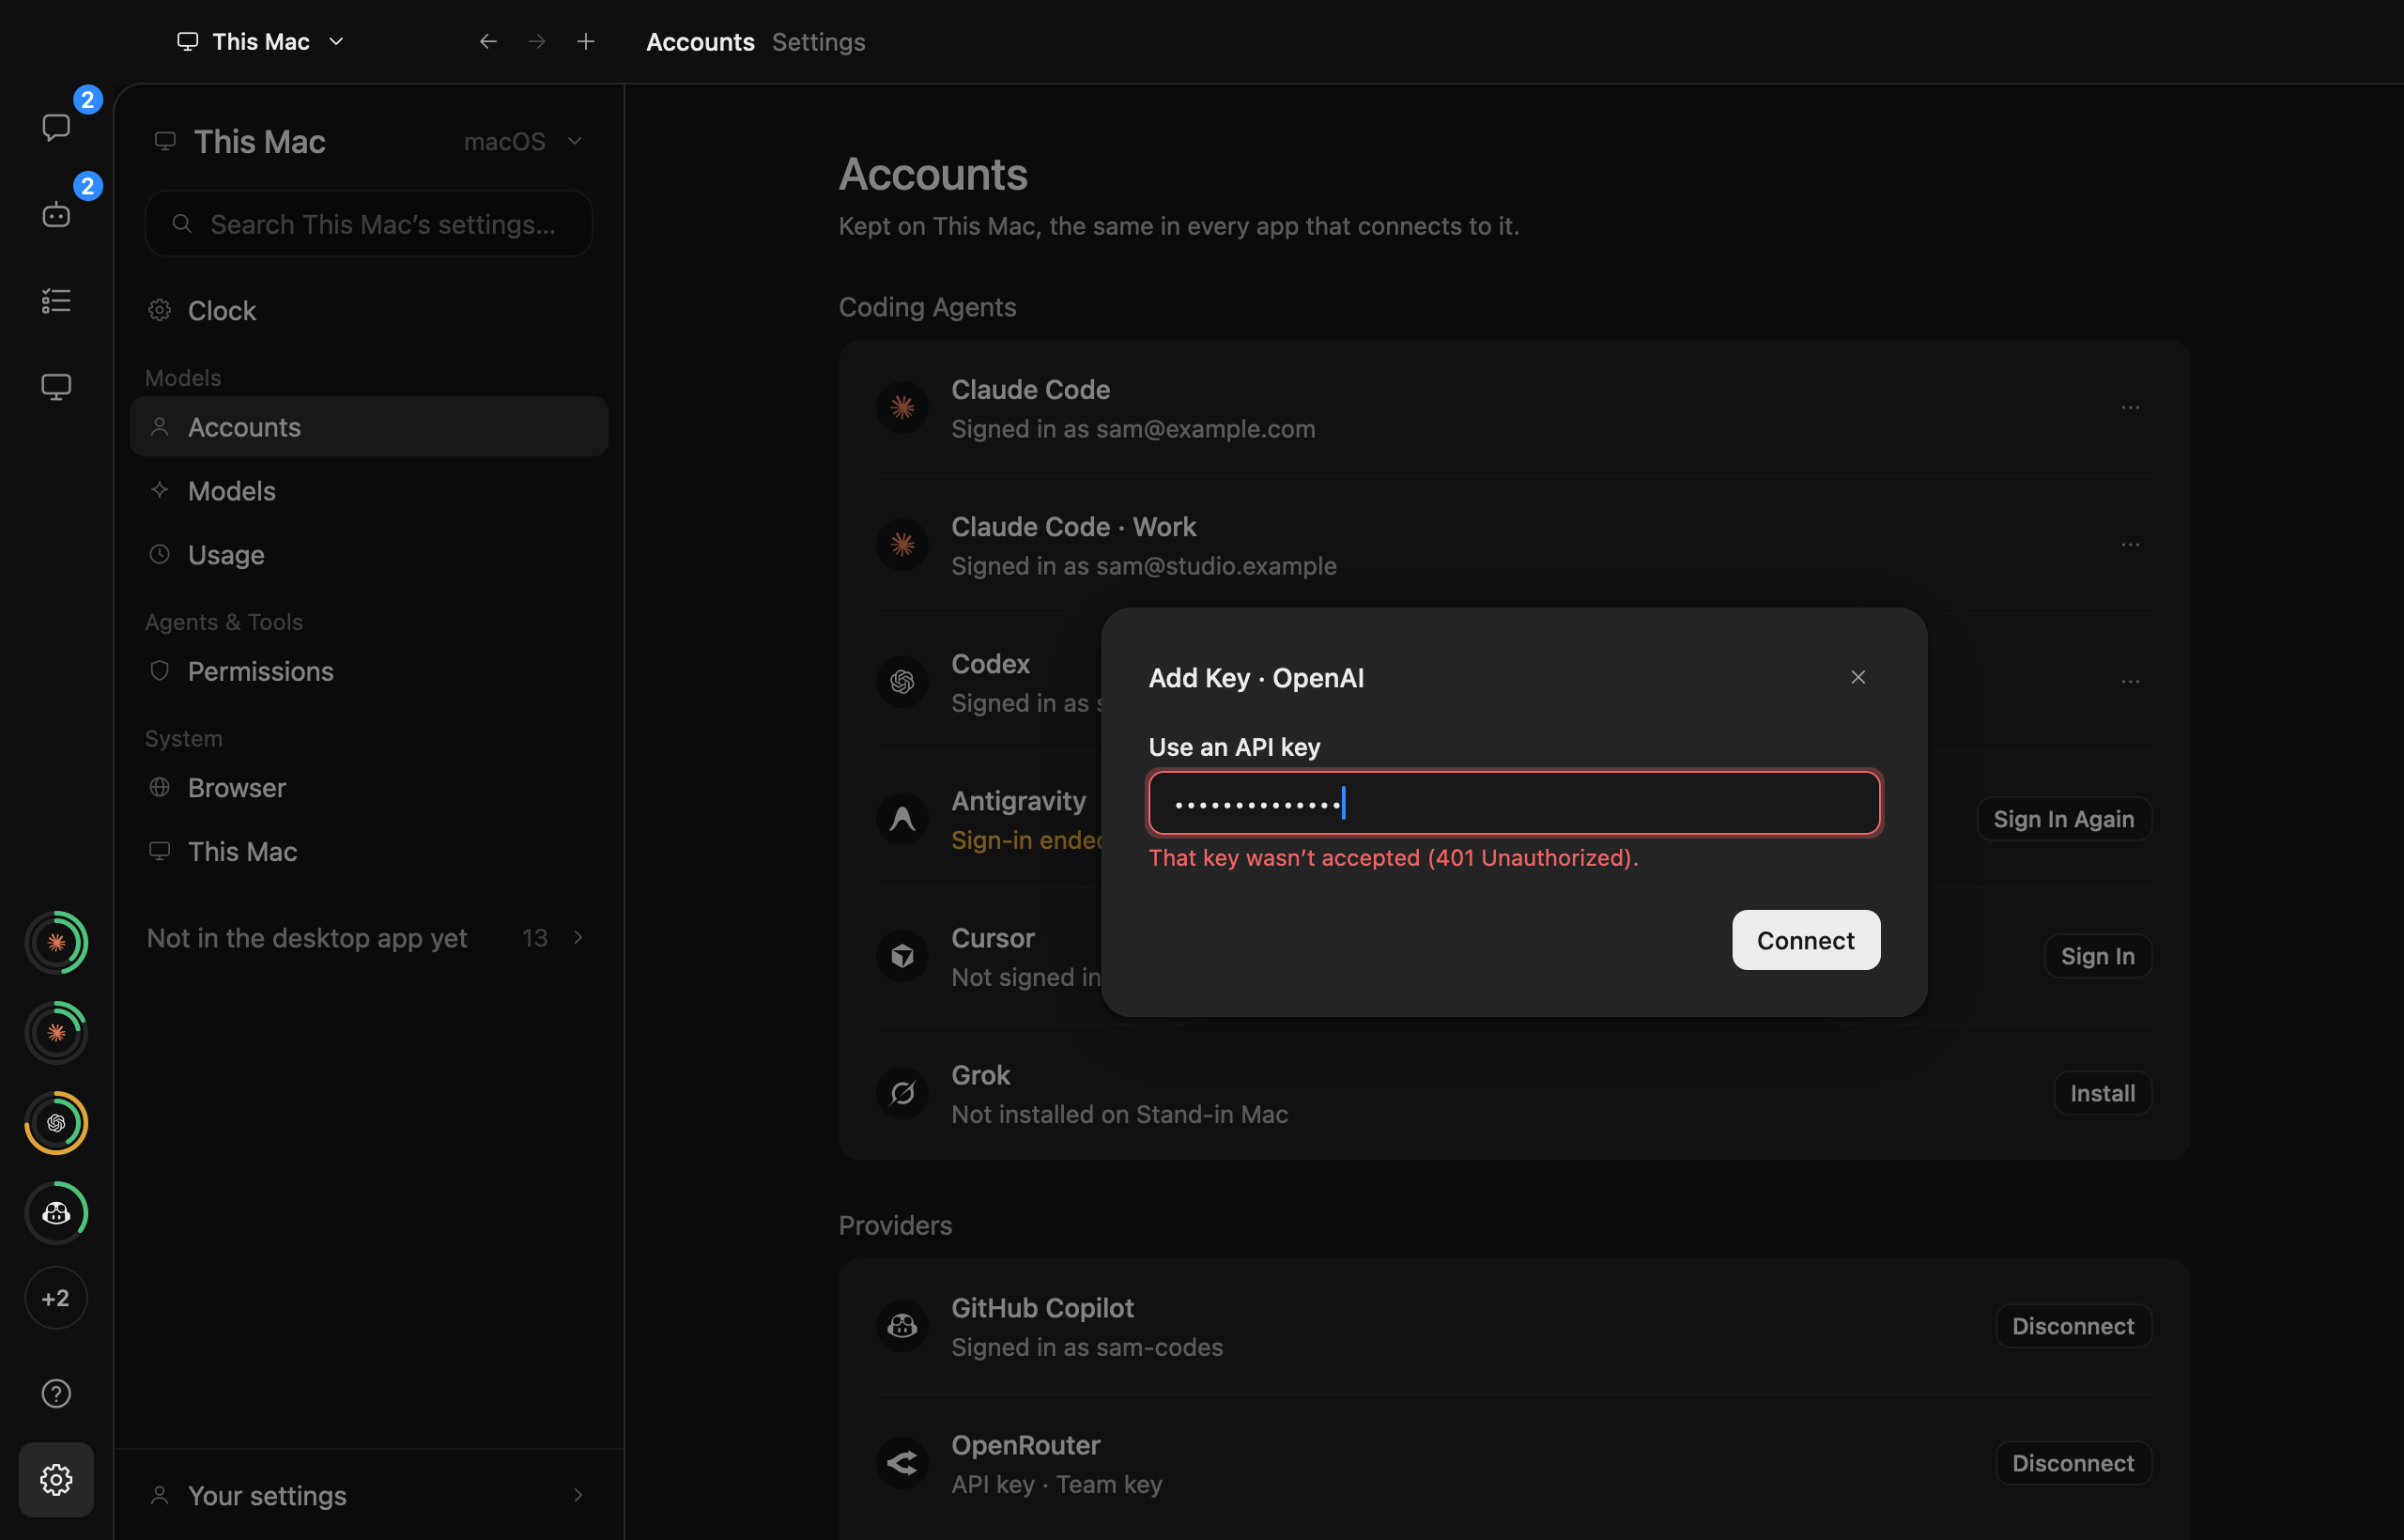 This Mac
Accounts Settings
2
2
This Mac
macOS
Search This Mac’s settings...
Clock
Models
Accounts
Models
Usage
Agents & Tools
Permissions
System
Browser
This Mac
Not in the desktop app yet 13
+2
Your settings
Accounts
Kept on This Mac, the same in every app that connects to it.
Coding Agents
Claude Code
Signed in as sam@example.com
Claude Code · Work
Signed in as sam@studio.example
Codex
Signed in as
Antigravity
Sign-in ended
Sign In Again
Cursor
Not signed in
Sign In
Grok
Not installed on Stand-in Mac
Install
Add Key · OpenAI
Use an API key
••••••••••••••
That key wasn’t accepted (401 Unauthorized).
Connect
Providers
GitHub Copilot
Signed in as sam-codes
Disconnect
OpenRouter
API key · Team key
Disconnect